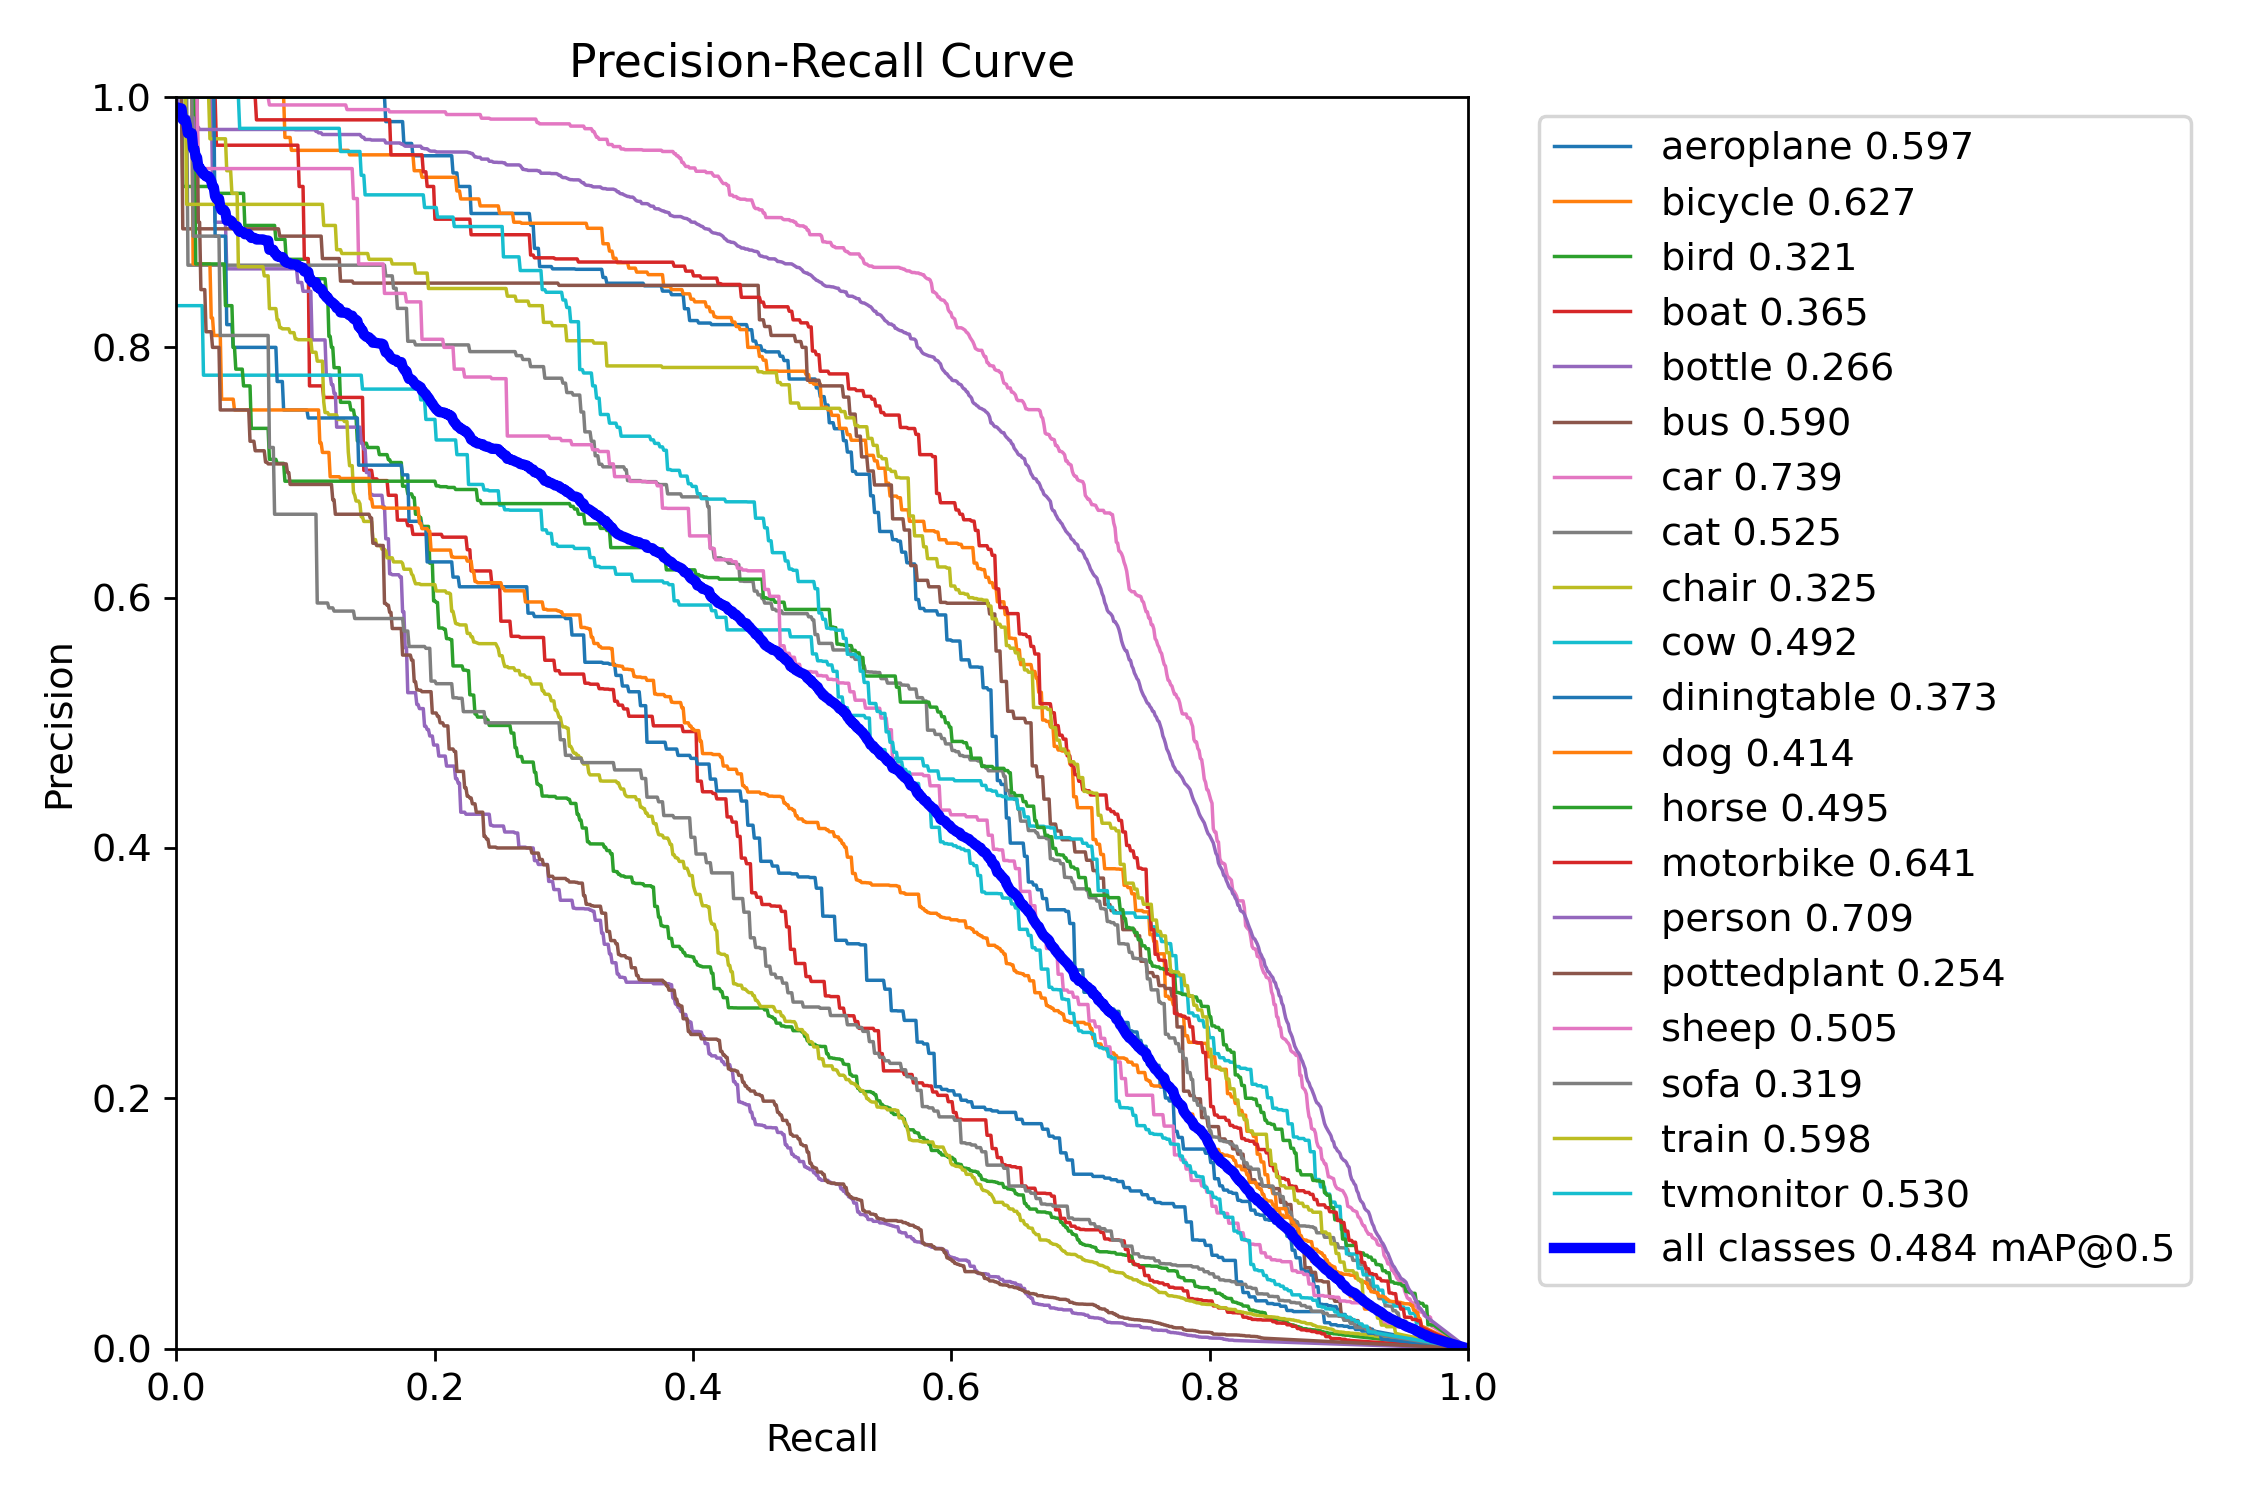 Precision-Recall Curve
1.0
0.8
0.6
0.4
0.2
0.0
Precision
0.0 0.2 0.4 0.6 0.8 1.0
Recall
aeroplane 0.597
bicycle 0.627
bird 0.321
boat 0.365
bottle 0.266
bus 0.590
car 0.739
cat 0.525
chair 0.325
cow 0.492
diningtable 0.373
dog 0.414
horse 0.495
motorbike 0.641
person 0.709
pottedplant 0.254
sheep 0.505
sofa 0.319
train 0.598
tvmonitor 0.530
all classes 0.484 mAP@0.5